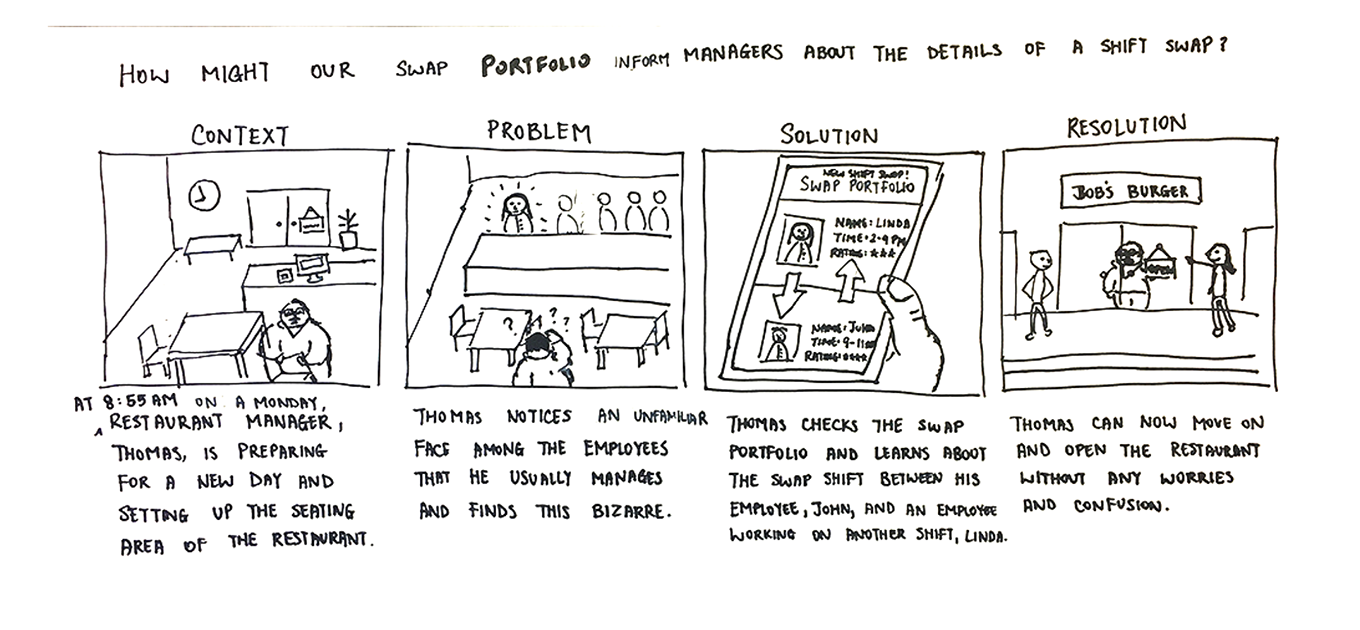 HOW MIGHT OUR SWAP PORTFOLIO INFORM MANAGERS ABOUT THE DETAILS OF A SHIFT SWAP?
CONTEXT
AT 8:55 AM ON A MONDAY,
^ RESTAURANT MANAGER,
THOMAS, IS PREPARING
FOR A NEW DAY AND
SETTING UP THE SEATING
AREA OF THE RESTAURANT.
PROBLEM
? ? ? ?
THOMAS NOTICES AN UNFAMILIAR
FACE AMONG THE EMPLOYEES
THAT HE USUALLY MANAGES
AND FINDS THIS BIZARRE.
SOLUTION
NEW SHIFT SWAP!
SWAP PORTFOLIO
NAME: LINDA
TIME: 2-9 PM
RATING: ★★★
NAME: JOHN
TIME: 9-11
RATING: ★★★
THOMAS CHECKS THE SWAP
PORTFOLIO AND LEARNS ABOUT
THE SWAP SHIFT BETWEEN HIS
EMPLOYEE, JOHN, AND AN EMPLOYEE
WORKING ON ANOTHER SHIFT, LINDA.
RESOLUTION
BOB'S BURGER
OPEN
THOMAS CAN NOW MOVE ON
AND OPEN THE RESTAURANT
WITHOUT ANY WORRIES
AND CONFUSION.